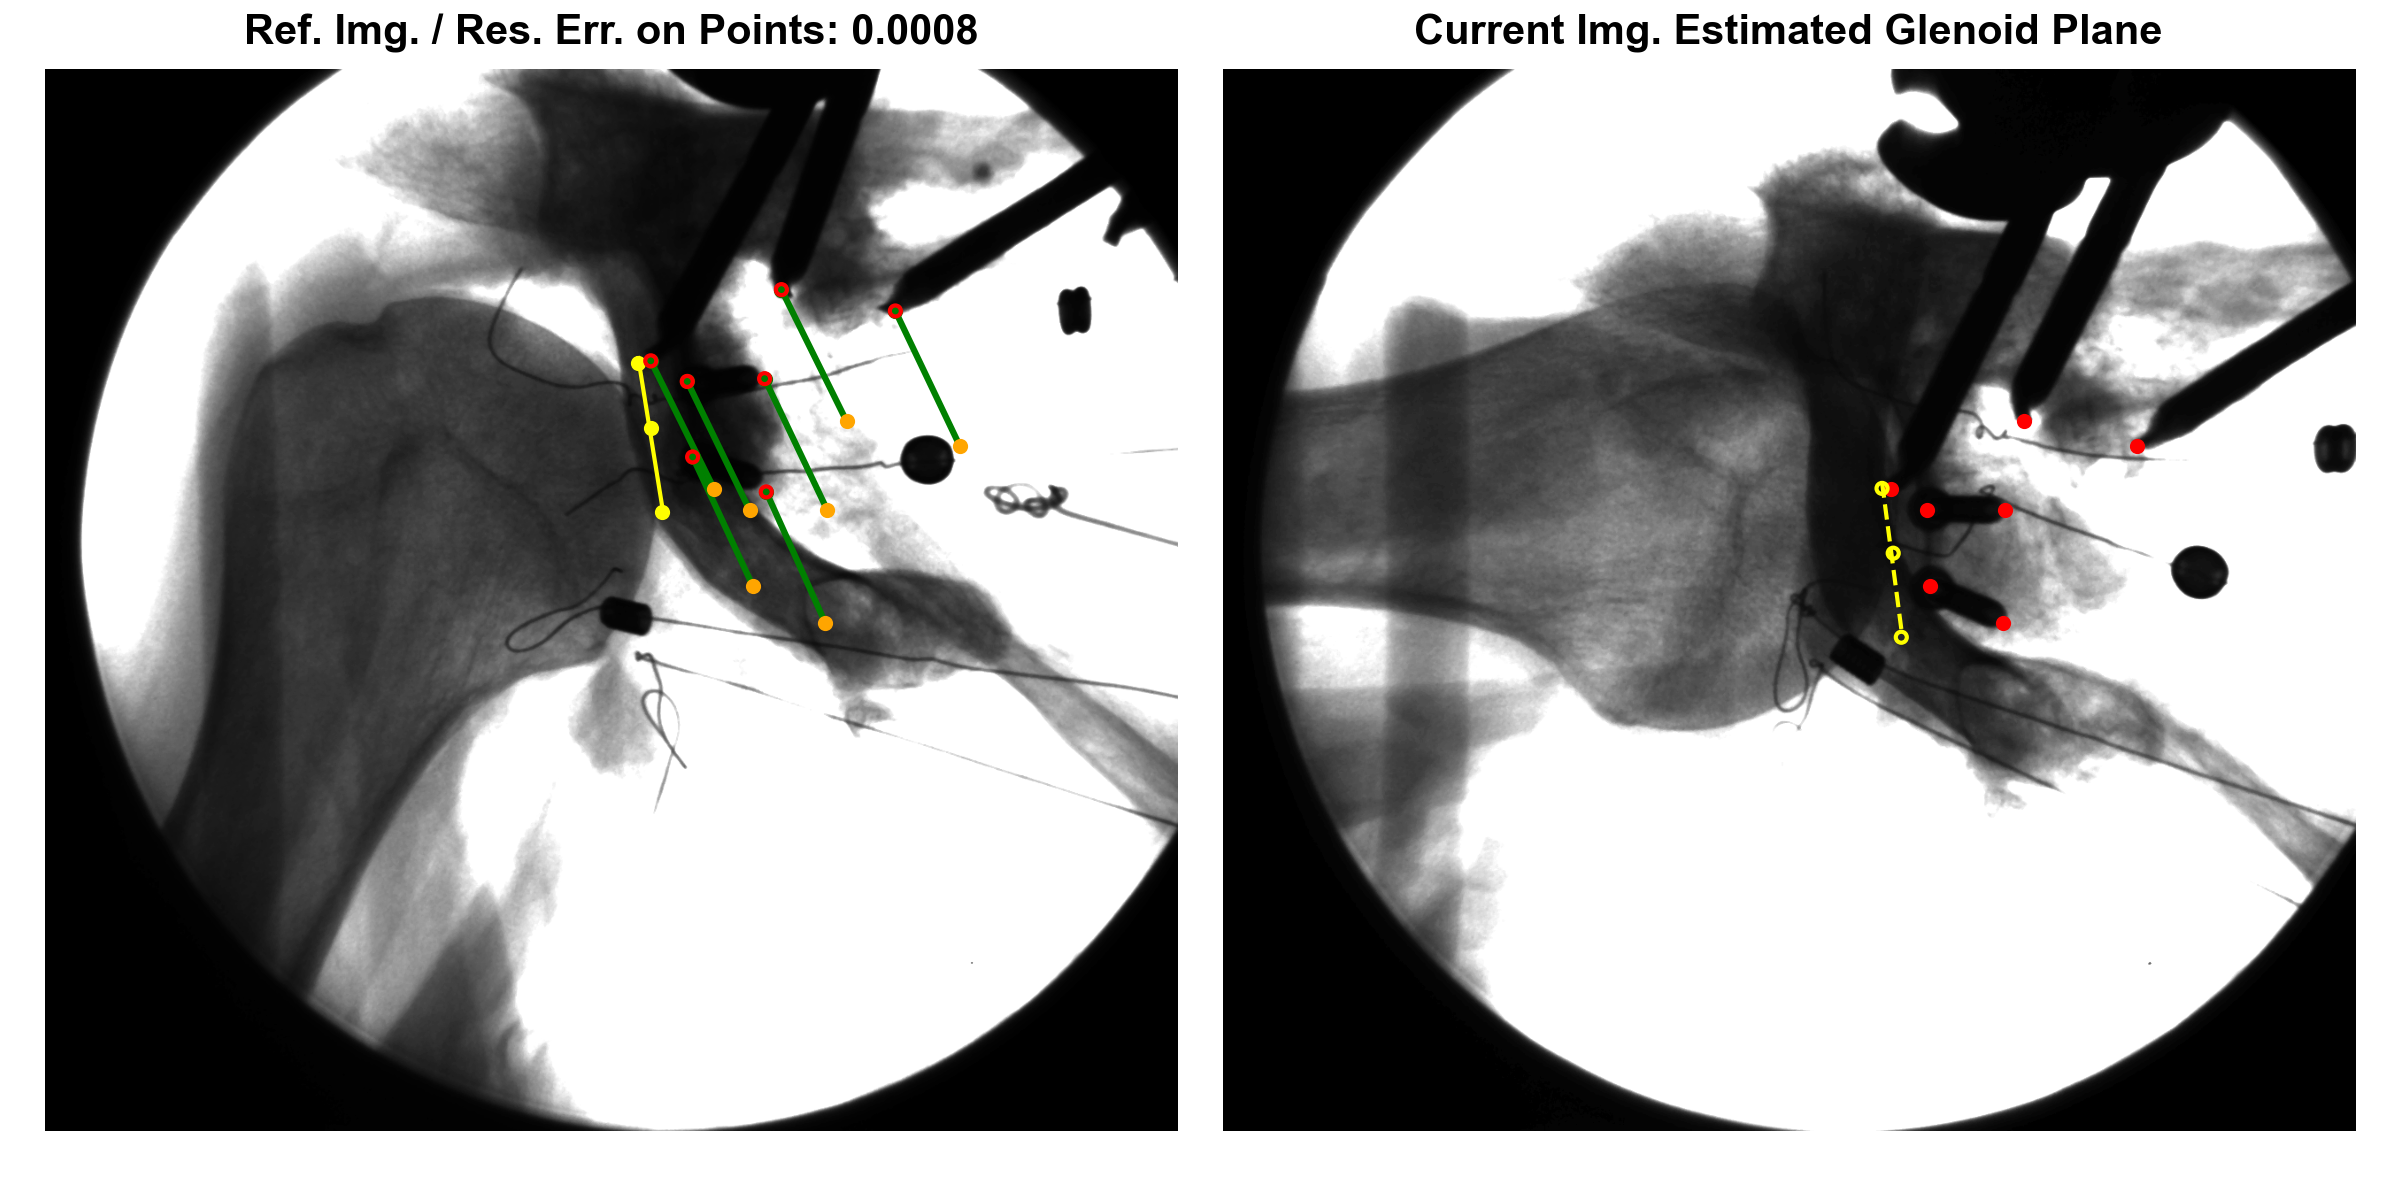 Ref. Img. / Res. Err. on Points: 0.0008
Current Img. Estimated Glenoid Plane